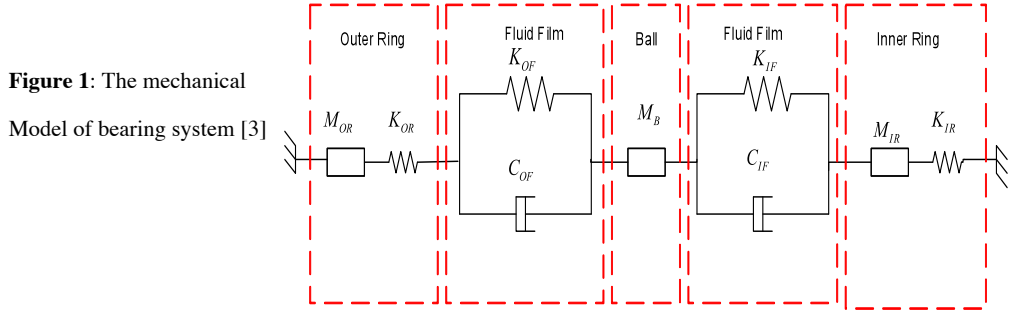 Figure 1: The mechanical
Model of bearing system [3]
Outer Ring
Fluid Film
Ball
Fluid Film
Inner Ring
K_OF
K_IF
M_OR
K_OR
M_B
M_IR
K_IR
C_OF
C_IF